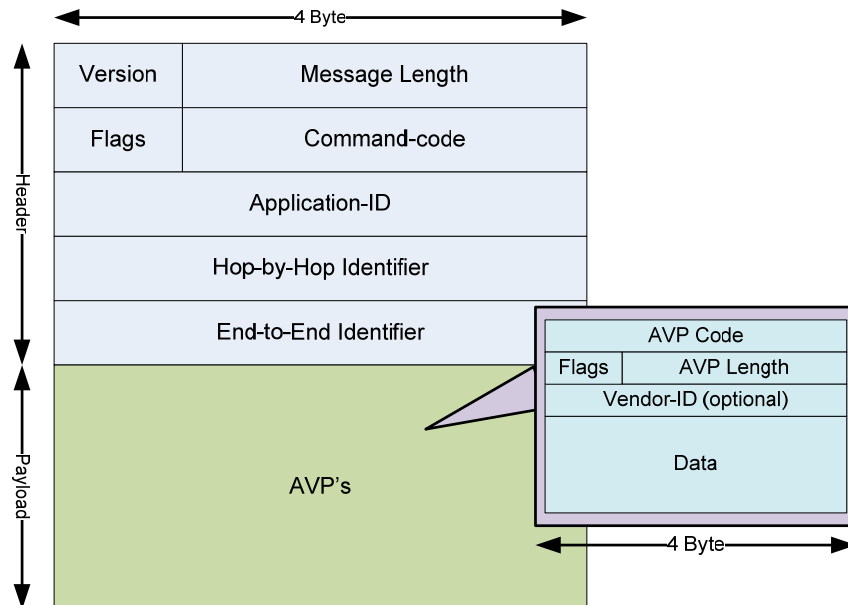 4 Byte
Version
Message Length
Flags
Command-code
Application-ID
Hop-by-Hop Identifier
End-to-End Identifier
Header
AVP's
Payload
AVP Code
Flags
AVP Length
Vendor-ID (optional)
Data
4 Byte